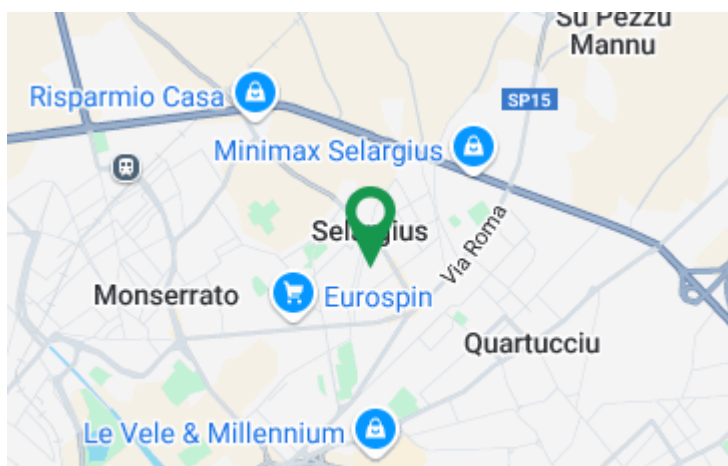 Su Pezzu
Mannu
Risparmio Casa
SP15
Minimax Selargius
Selargius
Via Roma
Monserrato
Eurospin
Quartucciu
Le Vele & Millennium